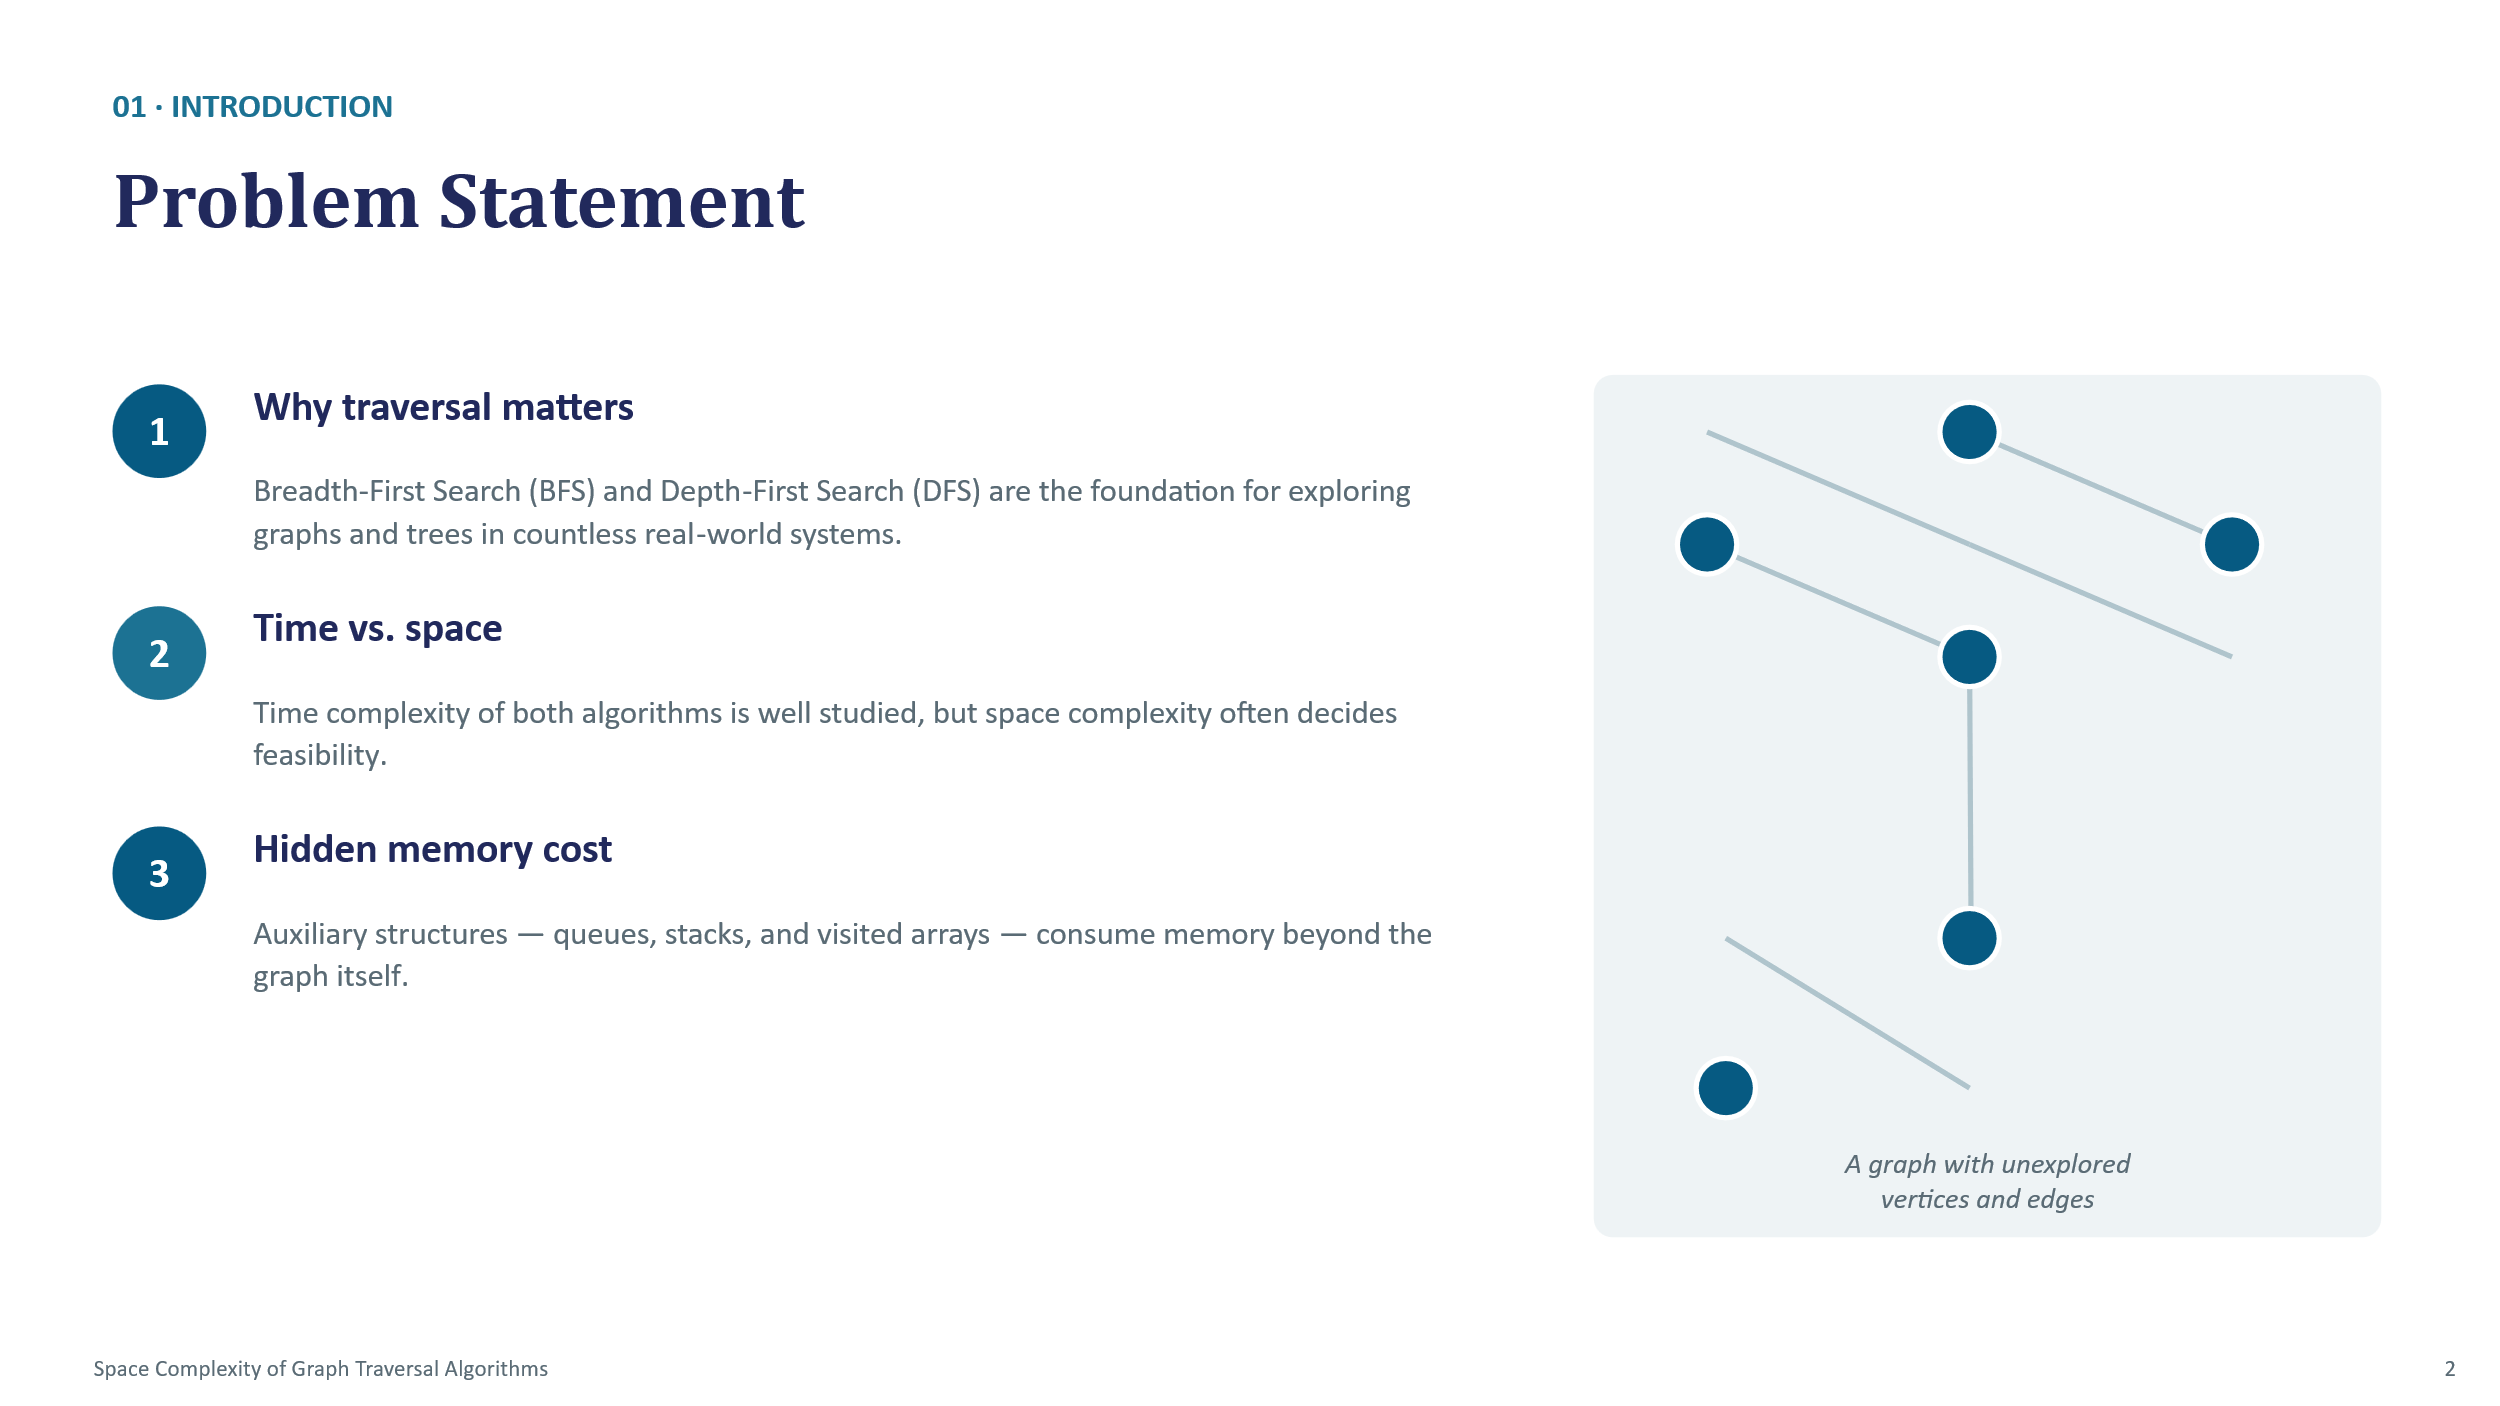 01 · INTRODUCTION
Problem Statement
1
Why traversal matters
Breadth-First Search (BFS) and Depth-First Search (DFS) are the foundation for exploring
graphs and trees in countless real-world systems.
2
Time vs. space
Time complexity of both algorithms is well studied, but space complexity often decides
feasibility.
3
Hidden memory cost
Auxiliary structures — queues, stacks, and visited arrays — consume memory beyond the
graph itself.
A graph with unexplored
vertices and edges
Space Complexity of Graph Traversal Algorithms
2